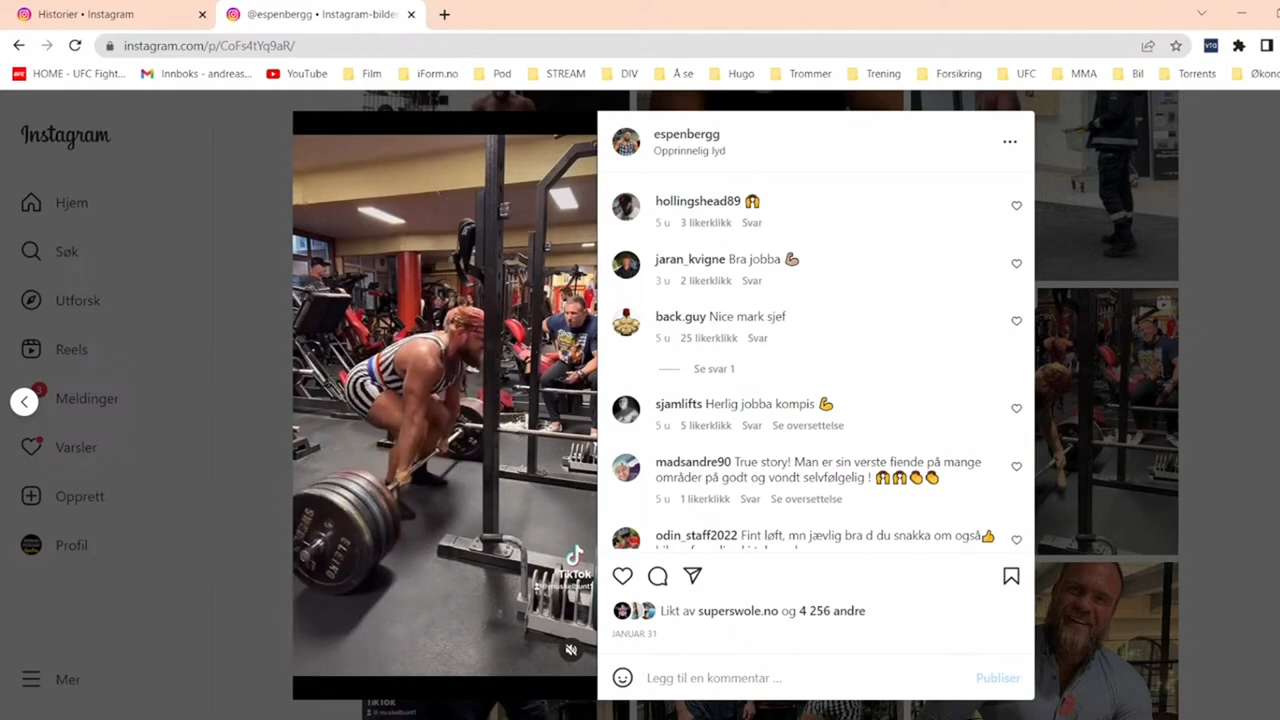 Historier • Instagram
@espenbergg • Instagram-bilder
instagram.com/p/CoFs4tYq9aR/
HOME - UFC Fight...
Innboks - andreas...
YouTube
Film
iForm.no
Pod
STREAM
DIV
Å se
Hugo
Trommer
Trening
Forsikring
UFC
MMA
Bil
Torrents
Økono
Instagram
Hjem
Søk
Utforsk
Reels
Meldinger
Varsler
Opprett
Profil
Mer
TikTok
espenbergg
Opprinnelig lyd
hollingshead89 🙌
5 u 3 likerklikk Svar
jaran_kvigne Bra jobba 💪🏽
3 u 2 likerklikk Svar
back.guy Nice mark sjef
5 u 25 likerklikk Svar
Se svar 1
sjamlifts Herlig jobba kompis 💪
5 u 5 likerklikk Svar Se oversettelse
madsandre90 True story! Man er sin verste fiende på mange
områder på godt og vondt selvfølgelig ! 🙌🙌👏👏
5 u 1 likerklikk Svar Se oversettelse
odin_staff2022 Fint løft, mn jævlig bra d du snakka om også👍
Likt av superswole.no og 4 256 andre
JANUAR 31
Legg til en kommentar ...
Publiser
TikTok